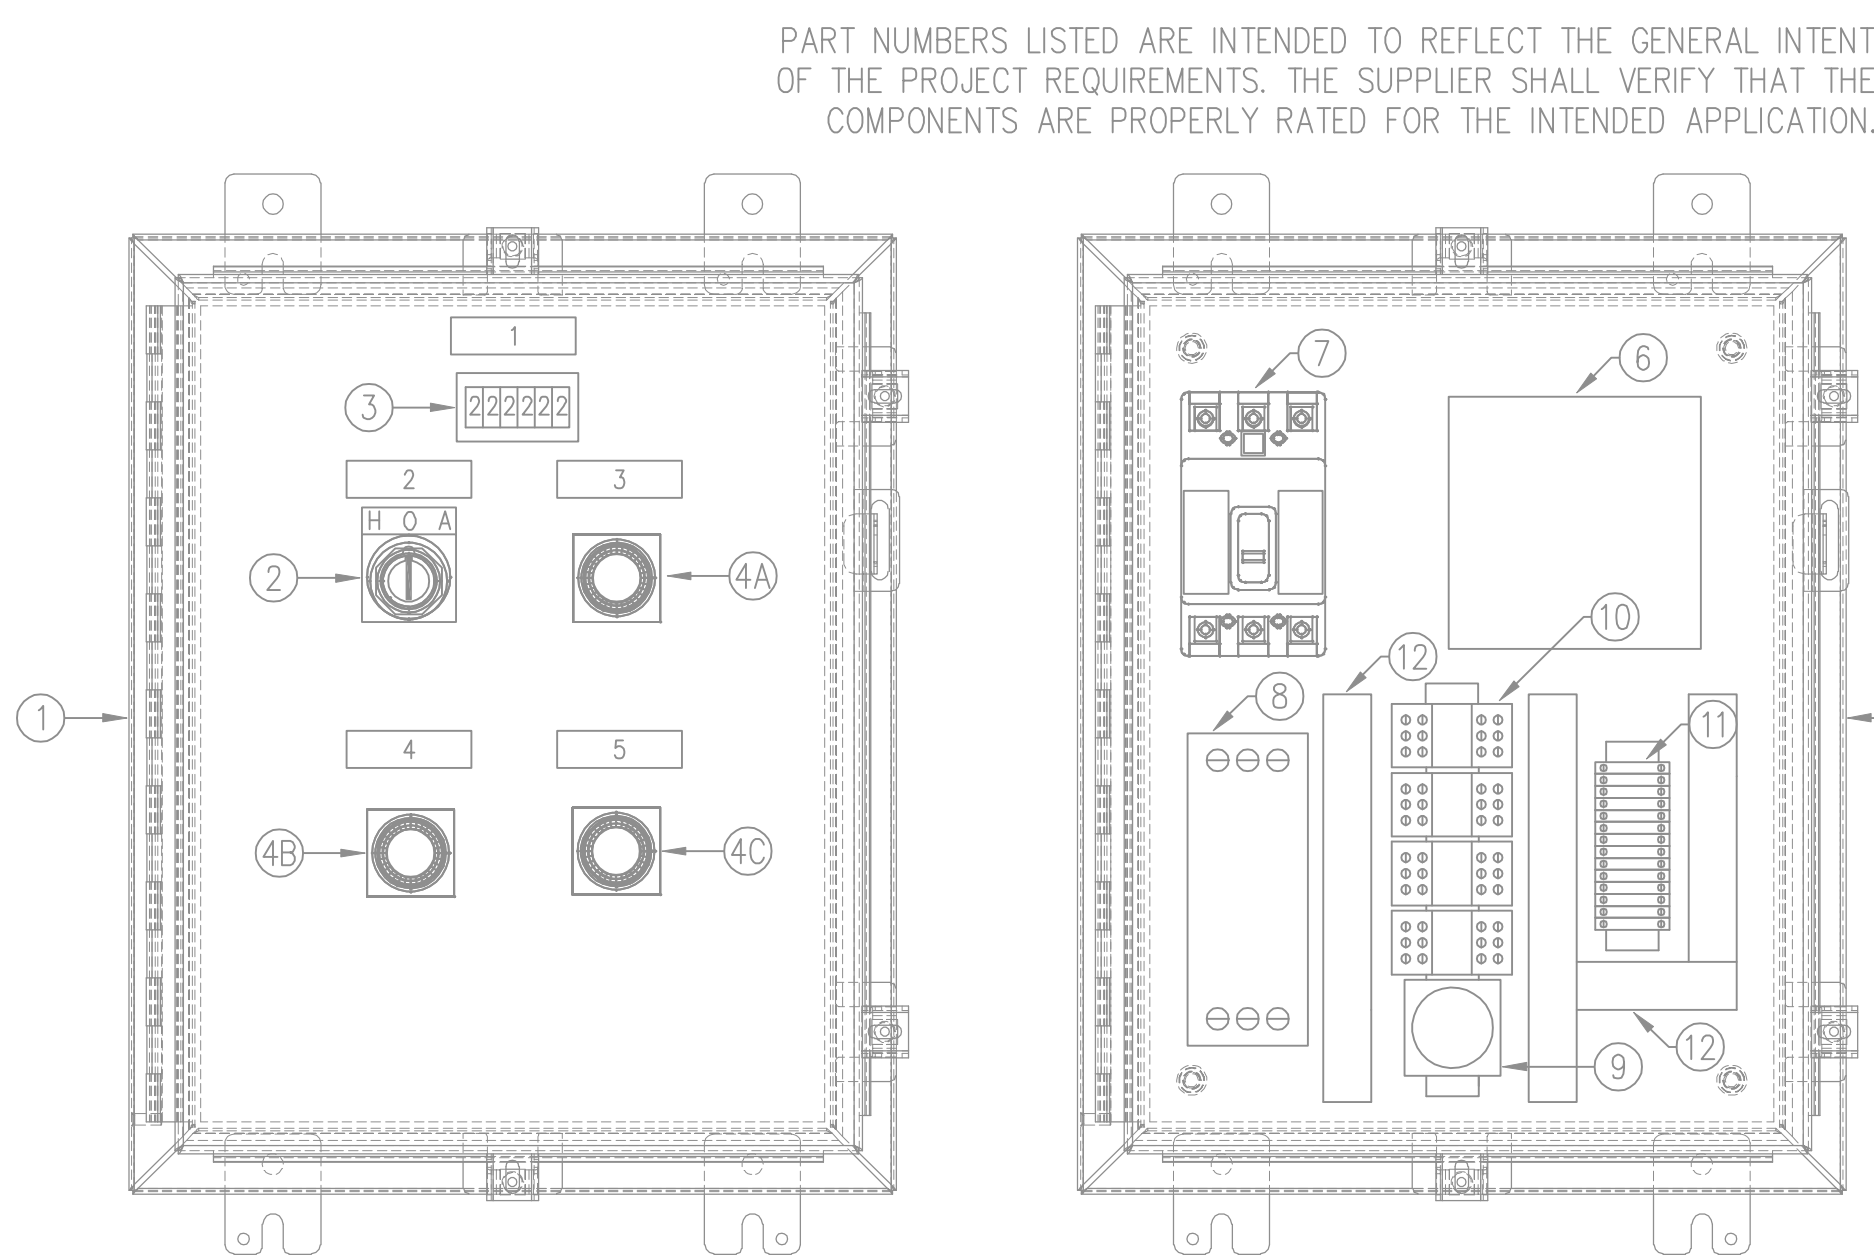 PART NUMBERS LISTED ARE INTENDED TO REFLECT THE GENERAL INTENT
OF THE PROJECT REQUIREMENTS. THE SUPPLIER SHALL VERIFY THAT THE
COMPONENTS ARE PROPERLY RATED FOR THE INTENDED APPLICATION.
1
3
222222
2
3
H O A
2
4A
1
4
5
4B
4C
7
6
10
12
8
11
12
9